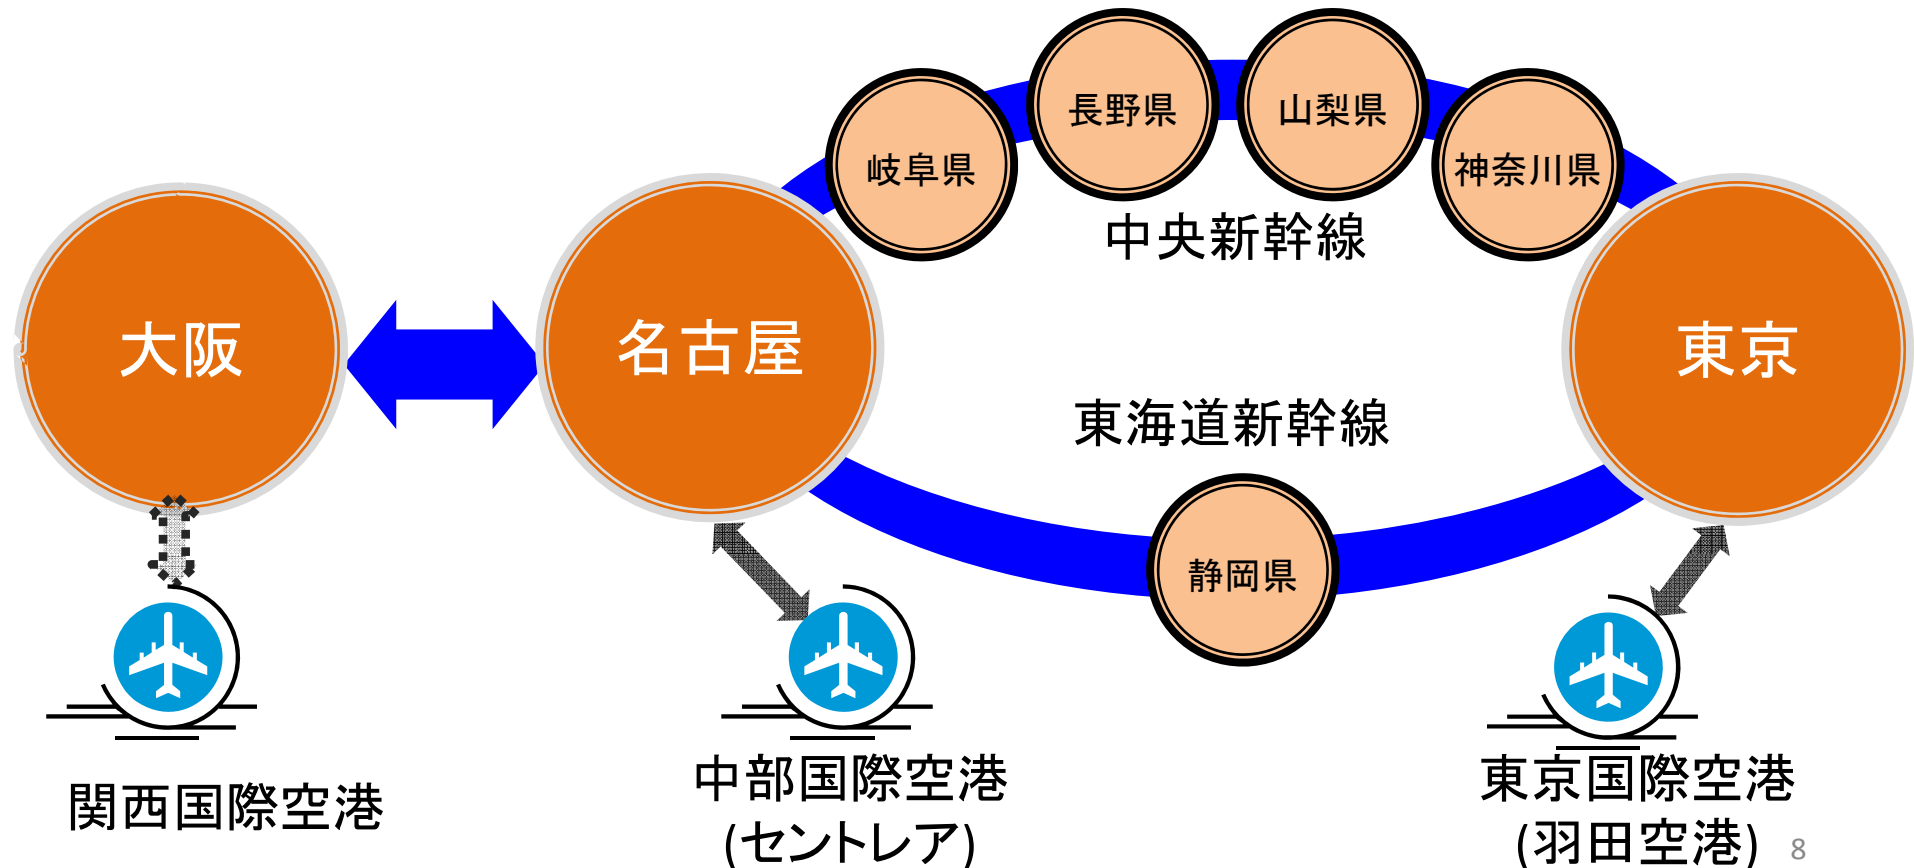 長野県
山梨県
岐阜県
神奈川県
中央新幹線
大阪
名古屋
東京
東海道新幹線
静岡県
関西国際空港
中部国際空港
(セントレア)
東京国際空港
(羽田空港)
8